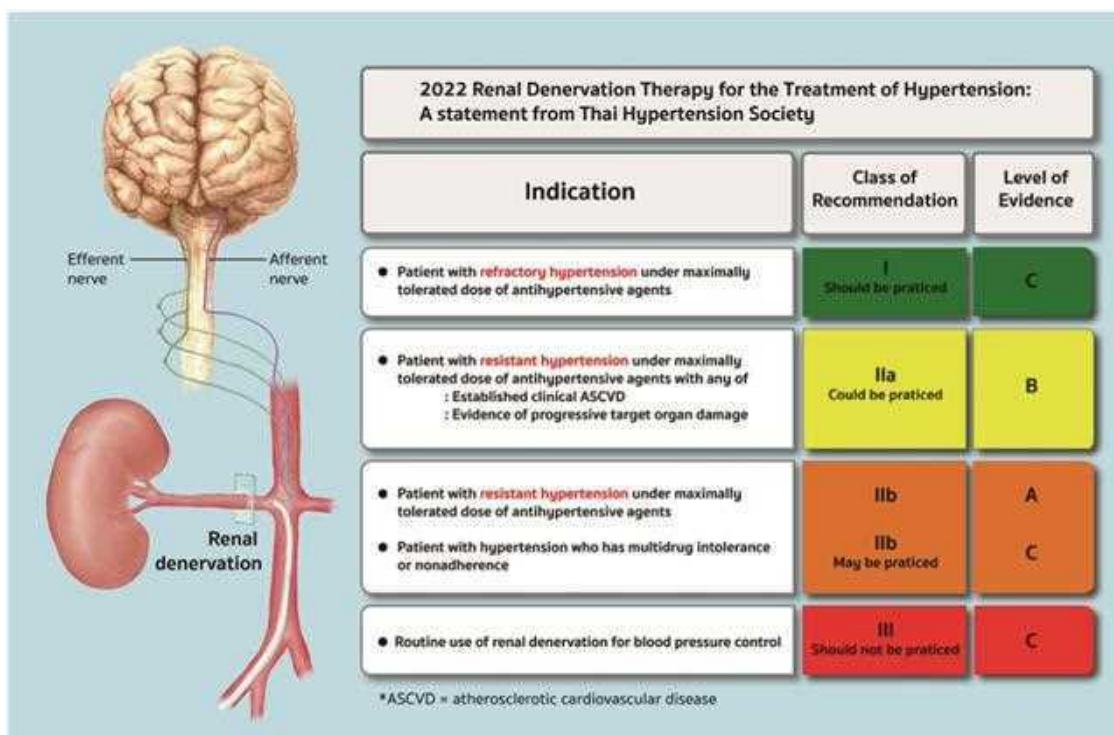 2022 Renal Denervation Therapy for the Treatment of Hypertension:
A statement from Thai Hypertension Society
Indication
Class of
Recommendation
Level of
Evidence
Efferent
nerve
Afferent
nerve
● Patient with refractory hypertension under maximally
tolerated dose of antihypertensive agents
I
Should be praticed
C
● Patient with resistant hypertension under maximally
tolerated dose of antihypertensive agents with any of
: Established clinical ASCVD
: Evidence of progressive target organ damage
IIa
Could be praticed
B
● Patient with resistant hypertension under maximally
tolerated dose of antihypertensive agents
IIb
A
● Patient with hypertension who has multidrug intolerance
or nonadherence
IIb
May be praticed
C
Renal
denervation
● Routine use of renal denervation for blood pressure control
III
Should not be praticed
C
*ASCVD = atherosclerotic cardiovascular disease